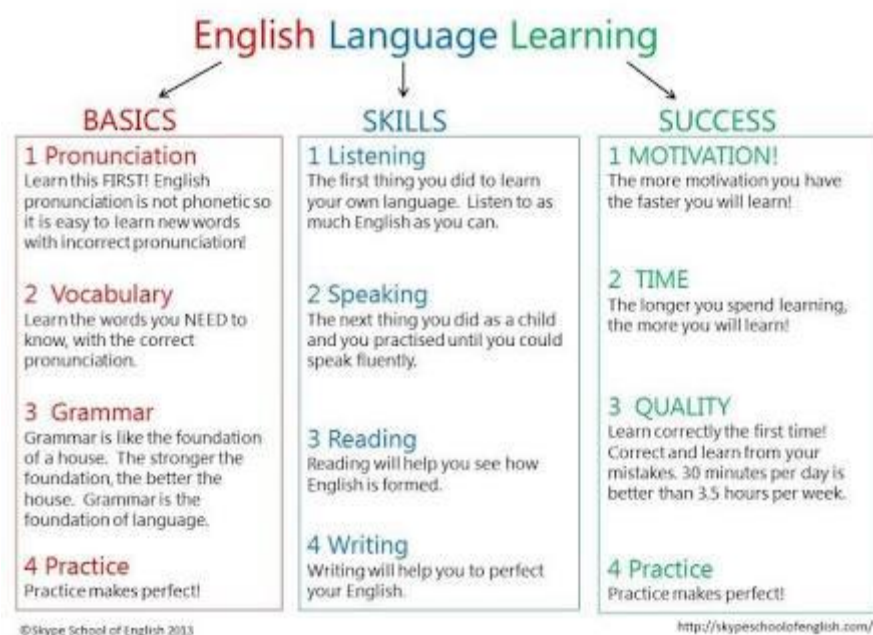 English Language Learning
BASICS
1 Pronunciation
Learn this FIRST! English
pronunciation is not phonetic so
it is easy to learn new words
with incorrect pronunciation!
2 Vocabulary
Learn the words you NEED to
know, with the correct
pronunciation.
3 Grammar
Grammar is like the foundation
of a house. The stronger the
foundation, the better the
house. Grammar is the
foundation of language.
4 Practice
Practice makes perfect!
SKILLS
1 Listening
The first thing you did to learn
your own language. Listen to as
much English as you can.
2 Speaking
The next thing you did as a child
and you practised until you could
speak fluently.
3 Reading
Reading will help you see how
English is formed.
4 Writing
Writing will help you to perfect
your English.
SUCCESS
1 MOTIVATION!
The more motivation you have
the faster you will learn!
2 TIME
The longer you spend learning,
the more you will learn!
3 QUALITY
Learn correctly the first time!
Correct and learn from your
mistakes. 30 minutes per day is
better than 3.5 hours per week.
4 Practice
Practice makes perfect!
©Skype School of English 2013
http://skypeschoolofenglish.com/